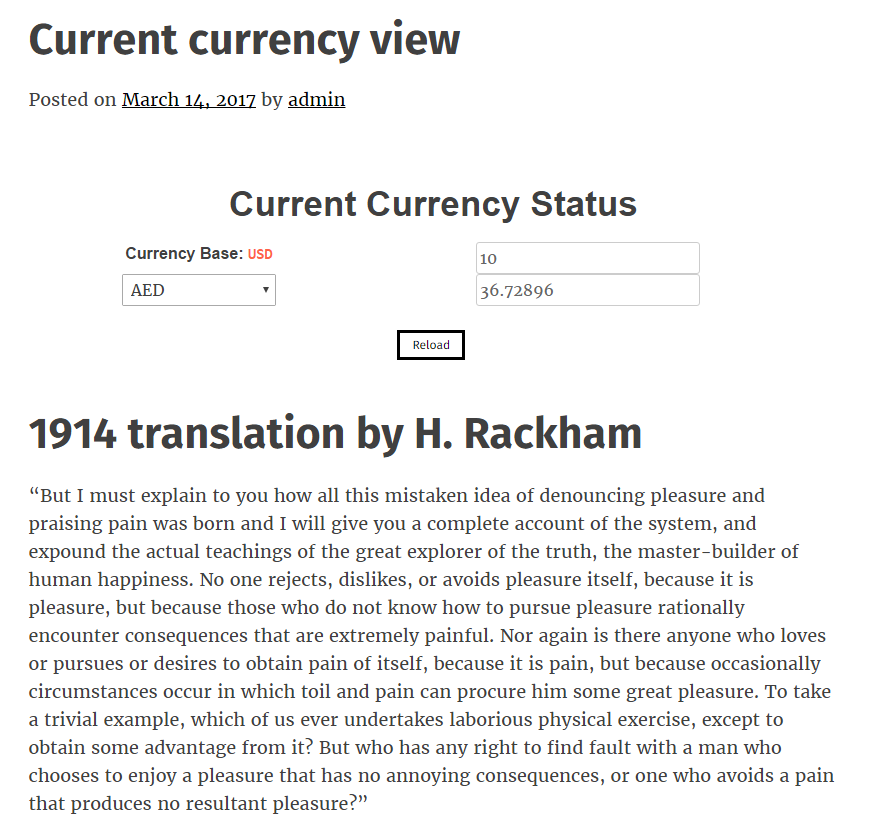 Current currency view
Posted on March 14, 2017 by admin
Current Currency Status
Currency Base: USD
10
AED
36.72896
Reload
1914 translation by H. Rackham
“But I must explain to you how all this mistaken idea of denouncing pleasure and
praising pain was born and I will give you a complete account of the system, and
expound the actual teachings of the great explorer of the truth, the master-builder of
human happiness. No one rejects, dislikes, or avoids pleasure itself, because it is
pleasure, but because those who do not know how to pursue pleasure rationally
encounter consequences that are extremely painful. Nor again is there anyone who loves
or pursues or desires to obtain pain of itself, because it is pain, but because occasionally
circumstances occur in which toil and pain can procure him some great pleasure. To take
a trivial example, which of us ever undertakes laborious physical exercise, except to
obtain some advantage from it? But who has any right to find fault with a man who
chooses to enjoy a pleasure that has no annoying consequences, or one who avoids a pain
that produces no resultant pleasure?”